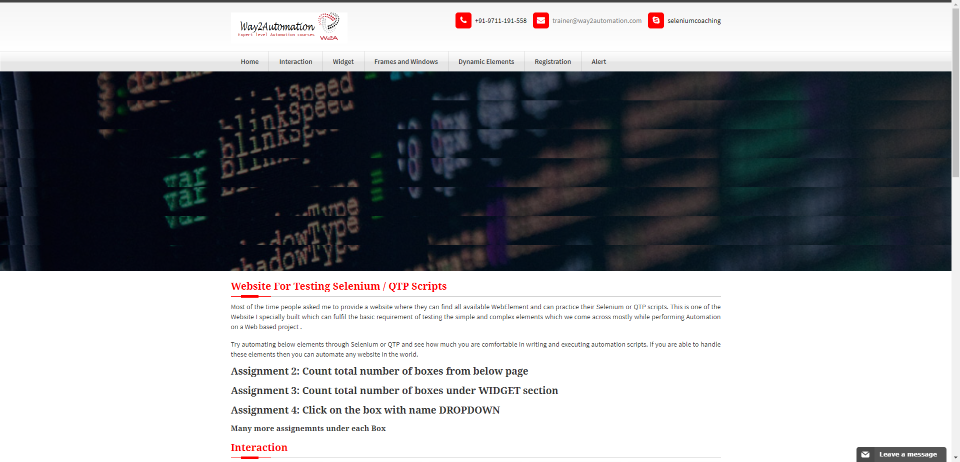 Way2Automation
Expert level Automation courses
W2A
+91-9711-191-558
trainer@way2automation.com
seleniumcoaching
Home
Interaction
Widget
Frames and Windows
Dynamic Elements
Registration
Alert
blinkSpeed
blinkSpeed
var
var
var
shadowType
shadowType
Website For Testing Selenium / QTP Scripts
Most of the time people asked me to provide a website where they can find all available WebElement and can practice their Selenium or QTP scripts. This is one of the
Website I specially built which can fulfil the basic requirement of testing the simple and complex elements which we come across mostly while performing Automation
on a Web based project .
Try automating below elements through Selenium or QTP and see how much you are comfortable in writing and executing automation scripts. If you are able to handle
these elements then you can automate any website in the world.
Assignment 2: Count total number of boxes from below page
Assignment 3: Count total number of boxes under WIDGET section
Assignment 4: Click on the box with name DROPDOWN
Many more assignemnts under each Box
Interaction
Leave a message